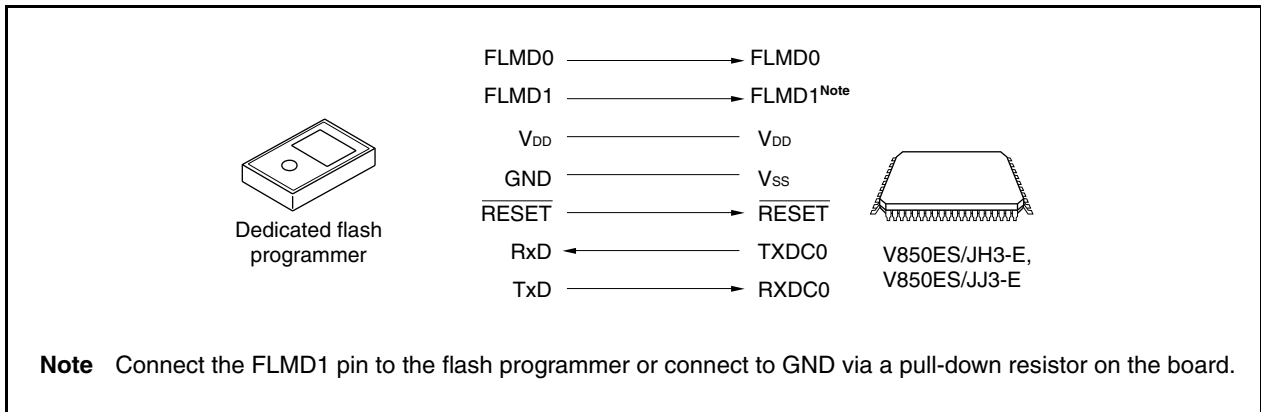 FLMD0 FLMD0
FLMD1 FLMD1Note
VDD VDD
GND VSS
RESET RESET
RxD TXDC0
TxD RXDC0
Dedicated flash
programmer
V850ES/JH3-E,
V850ES/JJ3-E
Note Connect the FLMD1 pin to the flash programmer or connect to GND via a pull-down resistor on the board.